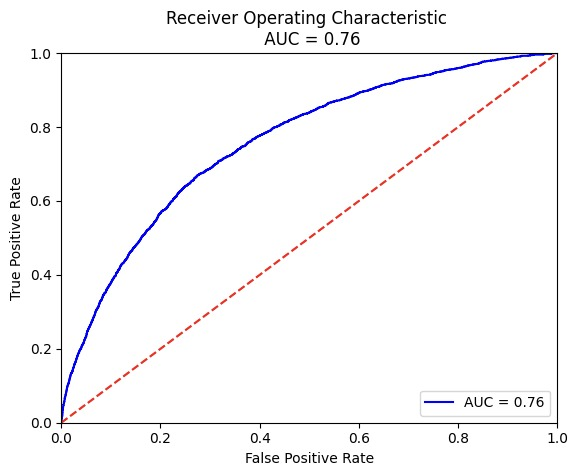 Receiver Operating Characteristic
AUC = 0.76
1.0
0.8
0.6
0.4
0.2
0.0
True Positive Rate
AUC = 0.76
0.0 0.2 0.4 0.6 0.8 1.0
False Positive Rate